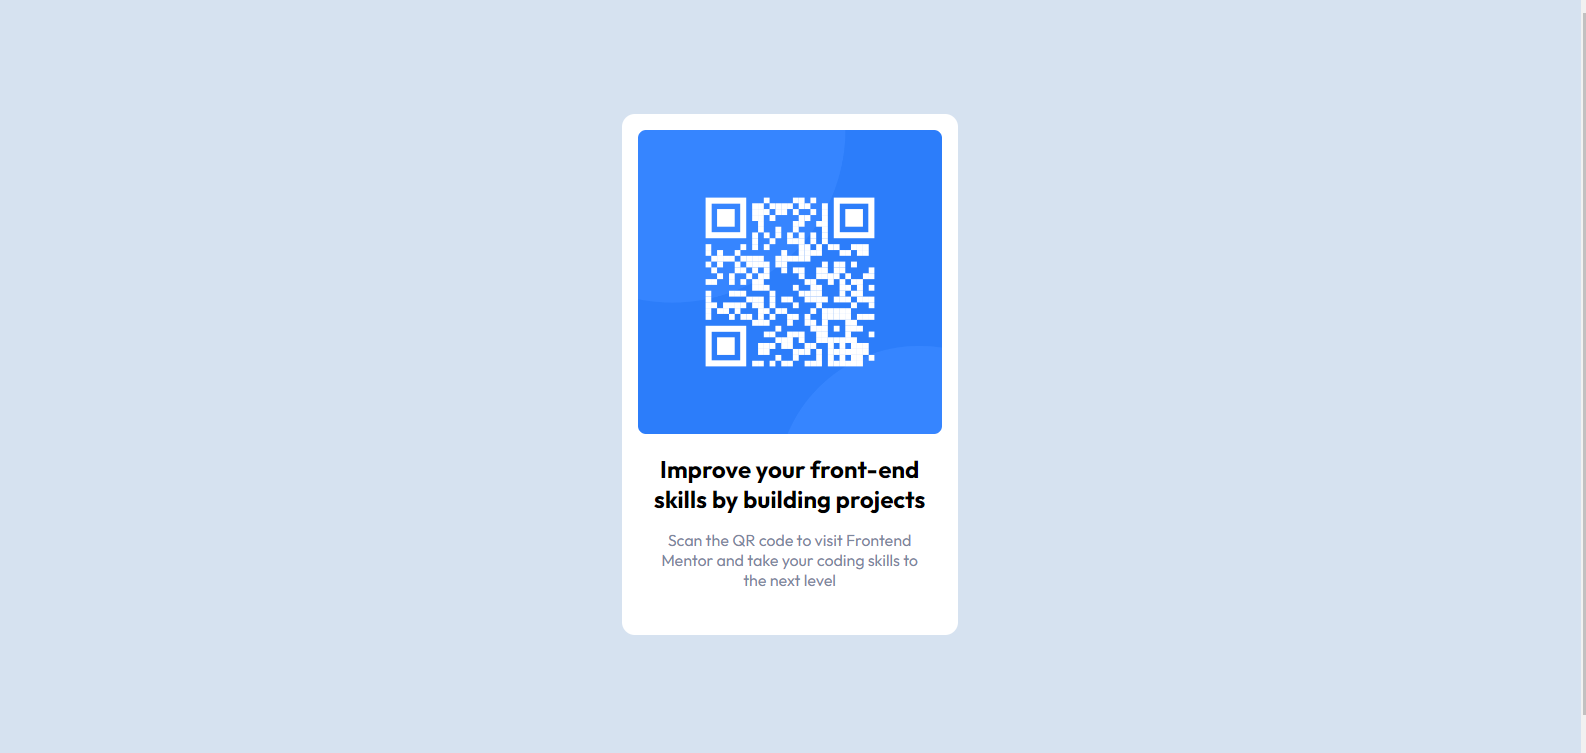 Improve your front-end
skills by building projects
Scan the QR code to visit Frontend
Mentor and take your coding skills to
the next level